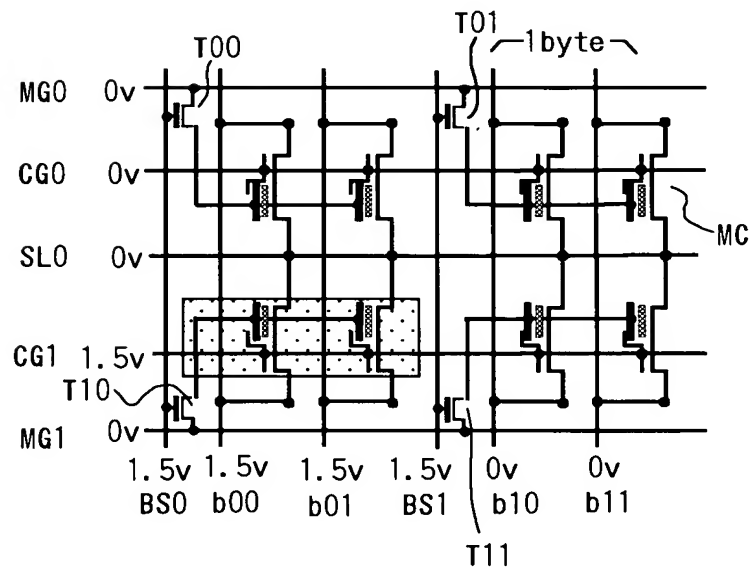 T00
T01
1byte
MG0 0v
CG0 0v
MC
SL0 0v
CG1 1.5v
T10
MG1 0v
1.5v 1.5v 1.5v 1.5v 0v 0v
BS0 b00 b01 BS1 b10 b11
T11